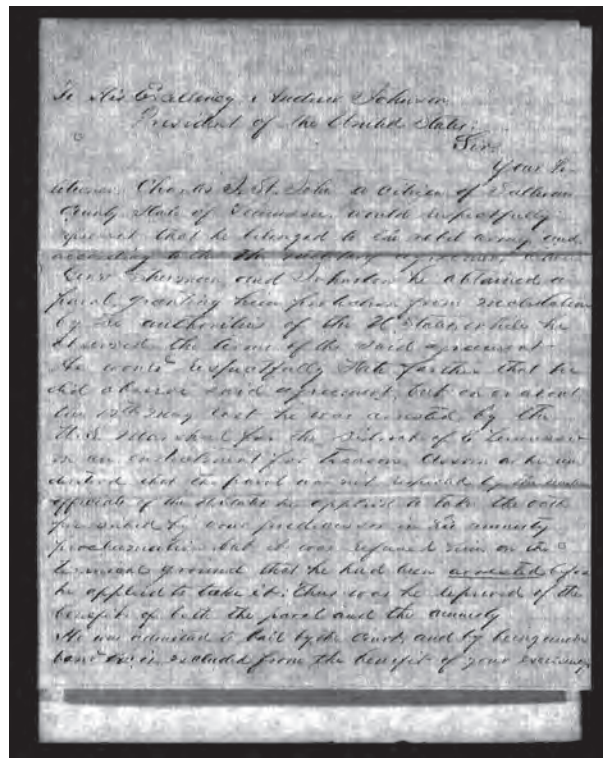 To His Excellency Andrew Johnson
President of the United States:
Sir.
Your Pe-
titioner Charles J. St. John a citizen of Sullivan
County State of Tennessee would respectfully
represent that he belonged to the rebel army and
according to the military agreement
Genl Sherman and Johnston he obtained a
parol granting him protection from molestation
by the authorities of the U States while he
observed the terms of the said agreement
He would respectfully State further that he
did observe said agreement but on or about
the May last he was arrested by the
U.S. Marshal for the District of E Tennessee
on an indictment for treason. as he un
derstood that the parol was not respected by the
officials of the U States he applied to take the oath
prescribed by your predecessor in his amnesty
proclamation but it was refused him on the
ground that he had been arrested before
he applied to take it: Thus was he deprived of the
benefit of both the parol and the amnesty
He was admitted to bail by the Court and by being under
bond he is excluded from the benefit of your